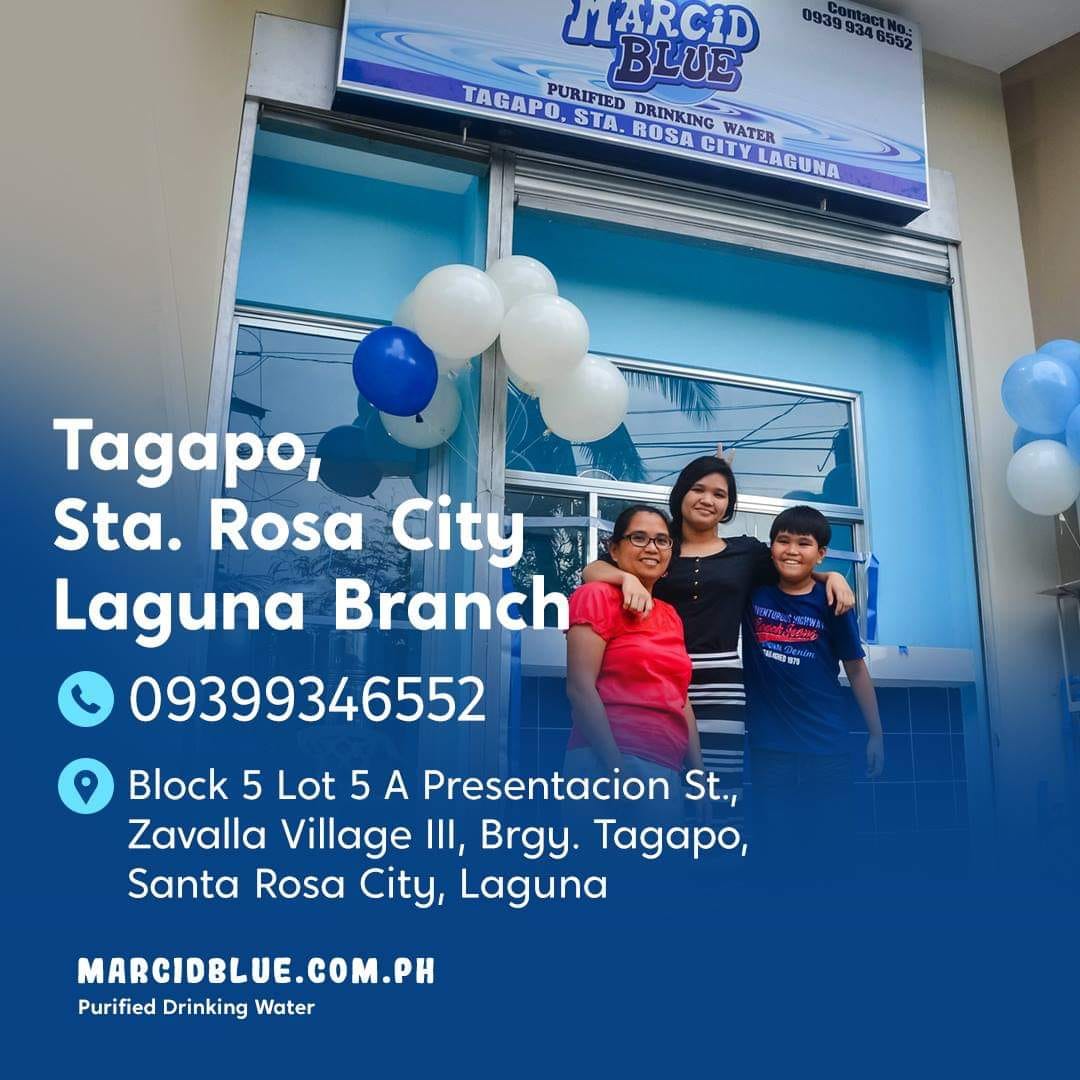 MARCID
BLUE
Contact No.:
0939 934 6552
PURIFIED DRINKING WATER
TAGAPO, STA. ROSA CITY LAGUNA
Tagapo,
Sta. Rosa City
Laguna Branch
09399346552
Block 5 Lot 5 A Presentacion St.,
Zavalla Village III, Brgy. Tagapo,
Santa Rosa City, Laguna
MARCIDBLUE.COM.PH
Purified Drinking Water